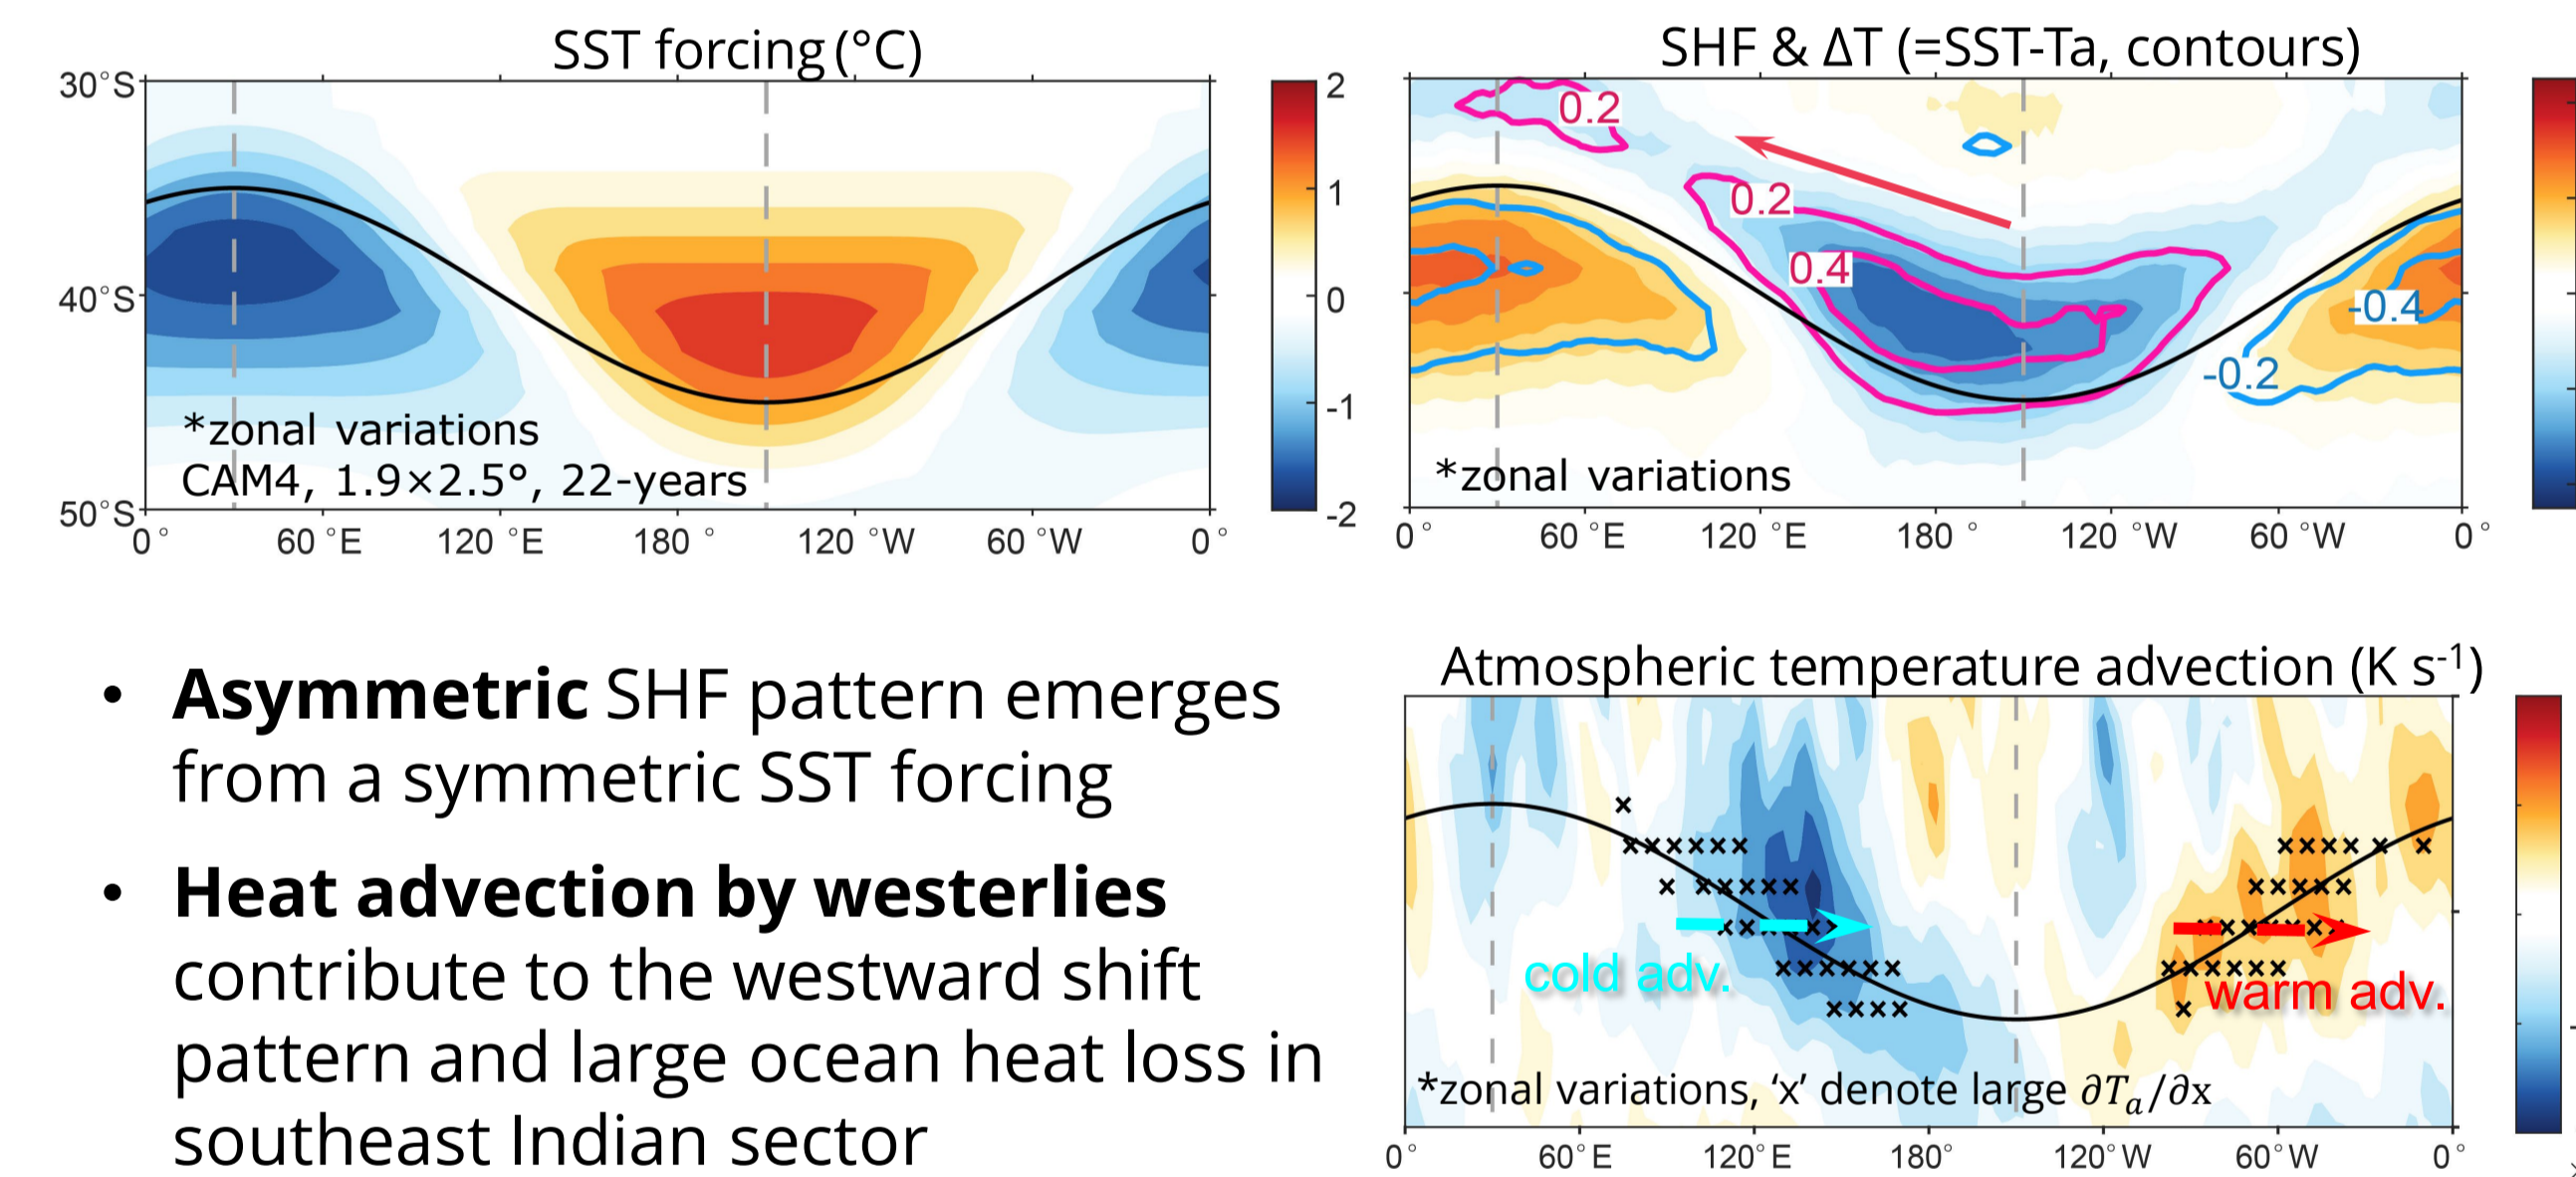 SST forcing (°C)
30°S
40°S
50°S
0°
60°E
120°E
180°
120°W
60°W
0°
2
1
0
-1
-2
*zonal variations
CAM4, 1.9×2.5°, 22-years
SHF & ΔT (=SST-Ta, contours)
0.2
0.2
0.4
-0.4
-0.2
*zonal variations
0°
60°E
120°E
180°
120°W
60°W
0°
• Asymmetric SHF pattern emerges
from a symmetric SST forcing
• Heat advection by westerlies
contribute to the westward shift
pattern and large ocean heat loss in
southeast Indian sector
Atmospheric temperature advection (K s⁻¹)
cold adv.
warm adv.
*zonal variations, ‘x’ denote large ∂Tₐ/∂x
0°
60°E
120°E
180°
120°W
60°W
0°